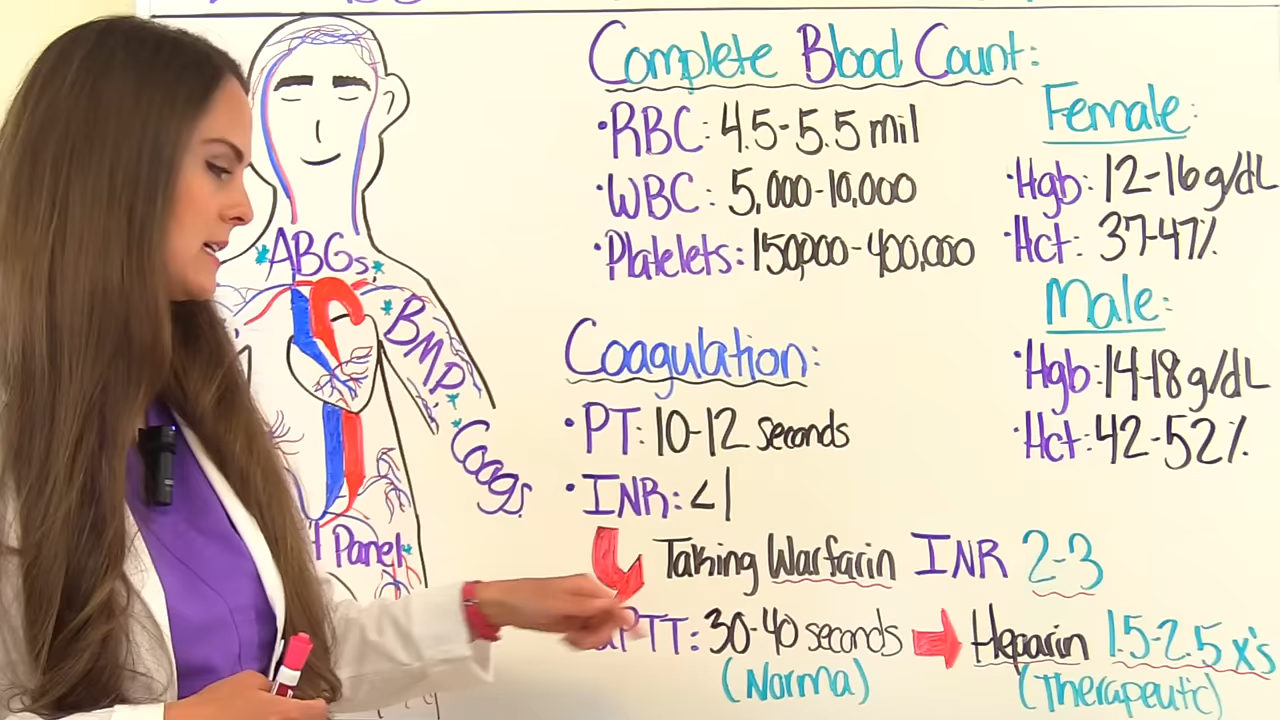 Complete Blood Count:
•RBC: 4.5-5.5 mil
•WBC: 5,000-10,000
•Platelets: 150,000-400,000
Female:
•Hgb: 12-16 g/dL
•Hct: 37-47%
Male:
•Hgb: 14-18 g/dL
•Hct: 42-52%
*ABGs*
*BMP*
*Coags
Panel*
Coagulation:
•PT: 10-12 seconds
•INR: <1
Taking Warfarin INR 2-3
PTT: 30-40 seconds
(Norma)
Heparin 1.5-2.5 x's
(Therapeutic)